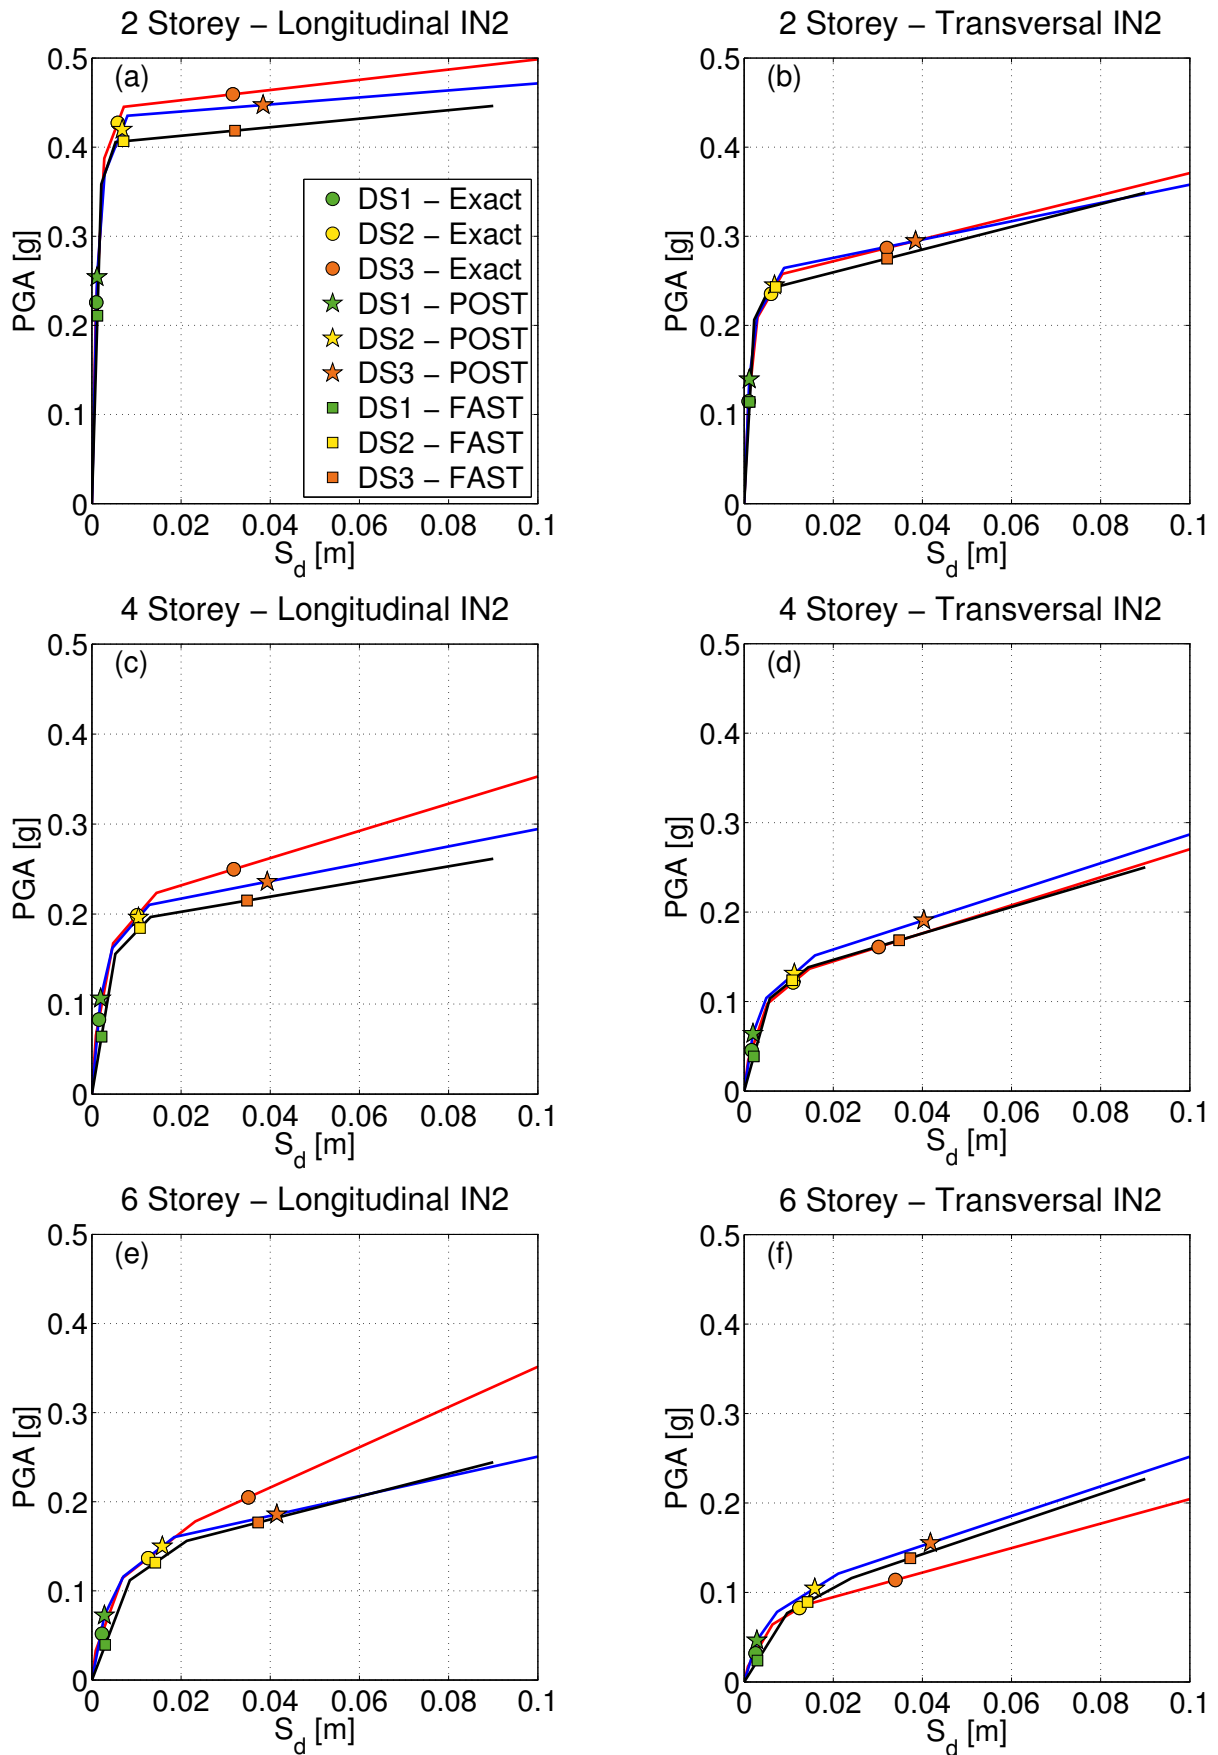 2 Storey – Longitudinal IN2
2 Storey – Transversal IN2
0.5
0.4
0.3
0.2
0.1
0
PGA [g]
(a)
DS1 – Exact
DS2 – Exact
DS3 – Exact
DS1 – POST
DS2 – POST
DS3 – POST
DS1 – FAST
DS2 – FAST
DS3 – FAST
0 0.02 0.04 0.06 0.08 0.1
S_d [m]
0.5
0.4
0.3
0.2
0.1
0
PGA [g]
(b)
0 0.02 0.04 0.06 0.08 0.1
S_d [m]
4 Storey – Longitudinal IN2
4 Storey – Transversal IN2
0.5
0.4
0.3
0.2
0.1
0
PGA [g]
(c)
0 0.02 0.04 0.06 0.08 0.1
S_d [m]
0.5
0.4
0.3
0.2
0.1
0
PGA [g]
(d)
0 0.02 0.04 0.06 0.08 0.1
S_d [m]
6 Storey – Longitudinal IN2
6 Storey – Transversal IN2
0.5
0.4
0.3
0.2
0.1
0
PGA [g]
(e)
0 0.02 0.04 0.06 0.08 0.1
S_d [m]
0.5
0.4
0.3
0.2
0.1
0
PGA [g]
(f)
0 0.02 0.04 0.06 0.08 0.1
S_d [m]